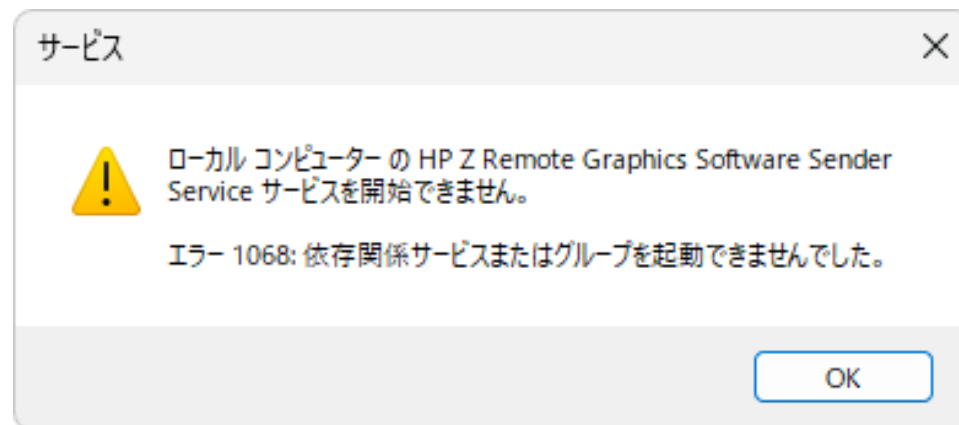 サービス
ローカル コンピューター の HP Z Remote Graphics Software Sender
Service サービスを開始できません。
エラー 1068: 依存関係サービスまたはグループを起動できませんでした。
OK